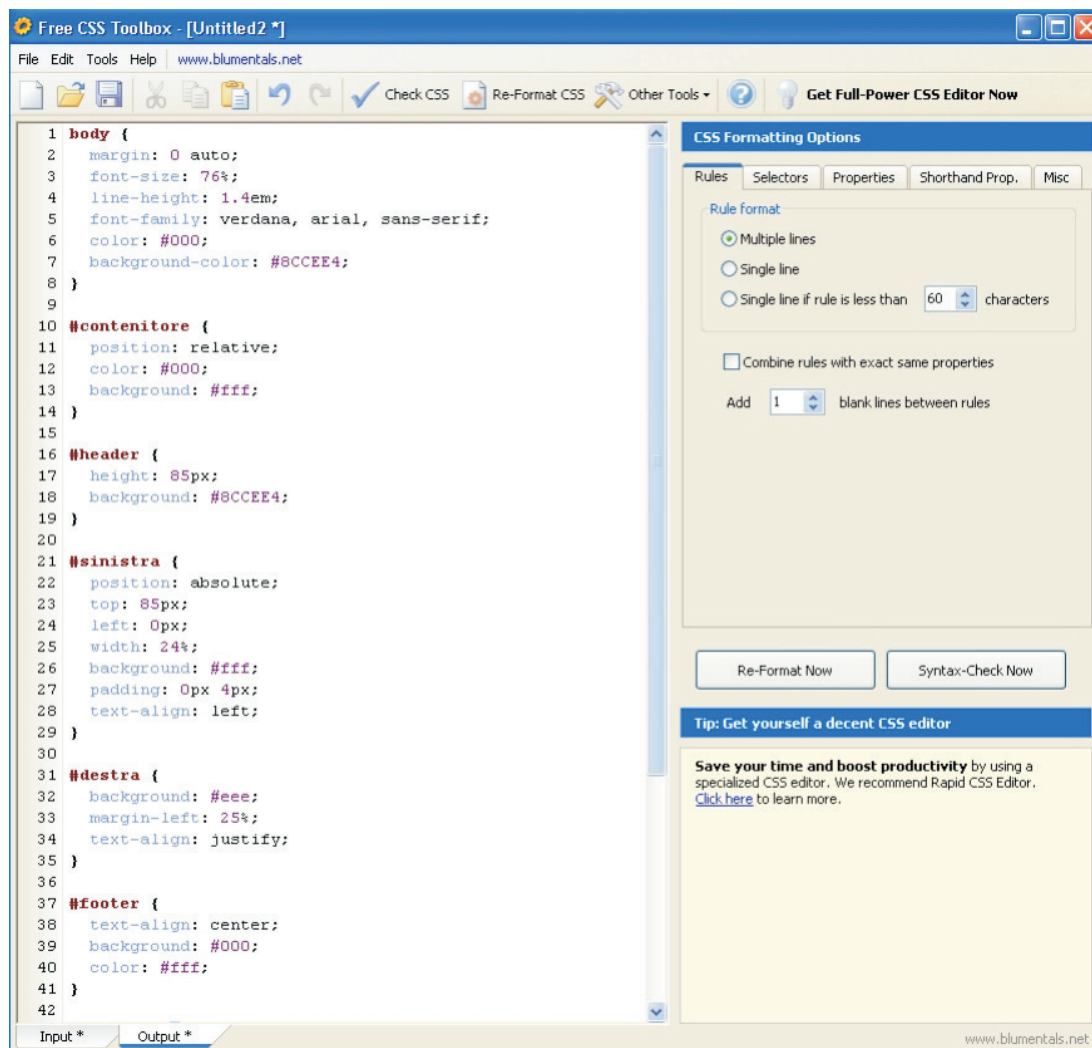 Free CSS Toolbox - [Untitled2 *]
File Edit Tools Help www.blumentals.net
Check CSS Re-Format CSS Other Tools Get Full-Power CSS Editor Now
1 body {
2 margin: 0 auto;
3 font-size: 76%;
4 line-height: 1.4em;
5 font-family: verdana, arial, sans-serif;
6 color: #000;
7 background-color: #8CCEE4;
8 }
9
10 #contenitore {
11 position: relative;
12 color: #000;
13 background: #fff;
14 }
15
16 #header {
17 height: 85px;
18 background: #8CCEE4;
19 }
20
21 #sinistra {
22 position: absolute;
23 top: 85px;
24 left: 0px;
25 width: 24%;
26 background: #fff;
27 padding: 0px 4px;
28 text-align: left;
29 }
30
31 #destra {
32 background: #eee;
33 margin-left: 25%;
34 text-align: justify;
35 }
36
37 #footer {
38 text-align: center;
39 background: #000;
40 color: #fff;
41 }
42
Input * Output *
CSS Formatting Options
Rules Selectors Properties Shorthand Prop. Misc
Rule format
Multiple lines
Single line
Single line if rule is less than 60 characters
Combine rules with exact same properties
Add 1 blank lines between rules
Re-Format Now Syntax-Check Now
Tip: Get yourself a decent CSS editor
Save your time and boost productivity by using a
specialized CSS editor. We recommend Rapid CSS Editor.
Click here to learn more.
www.blumentals.net